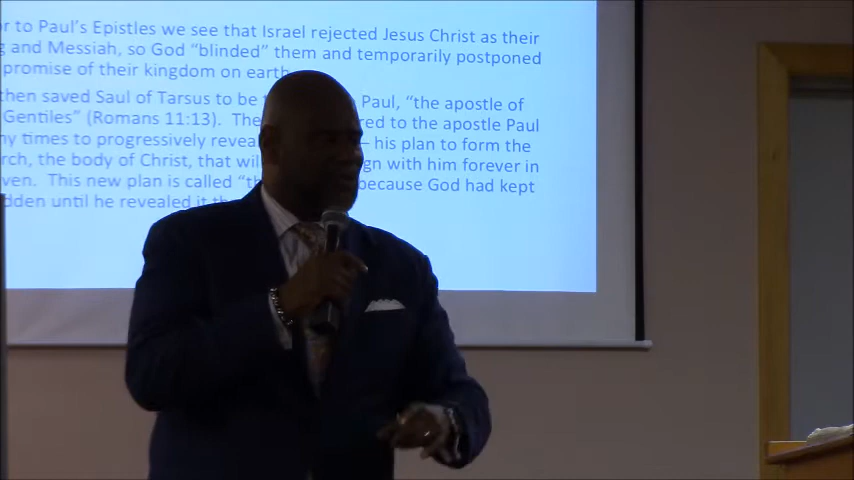 or to Paul's Epistles we see that Israel rejected Jesus Christ as their
g and Messiah, so God "blinded" them and temporarily postponed
promise of their kingdom on earth
then saved Saul of Tarsus to be Paul, "the apostle of
Gentiles" (Romans 11:13). The red to the apostle Paul
ny times to progressively revea – his plan to form the
rch, the body of Christ, that wil gn with him forever in
ven. This new plan is called "t because God had kept
dden until he revealed it